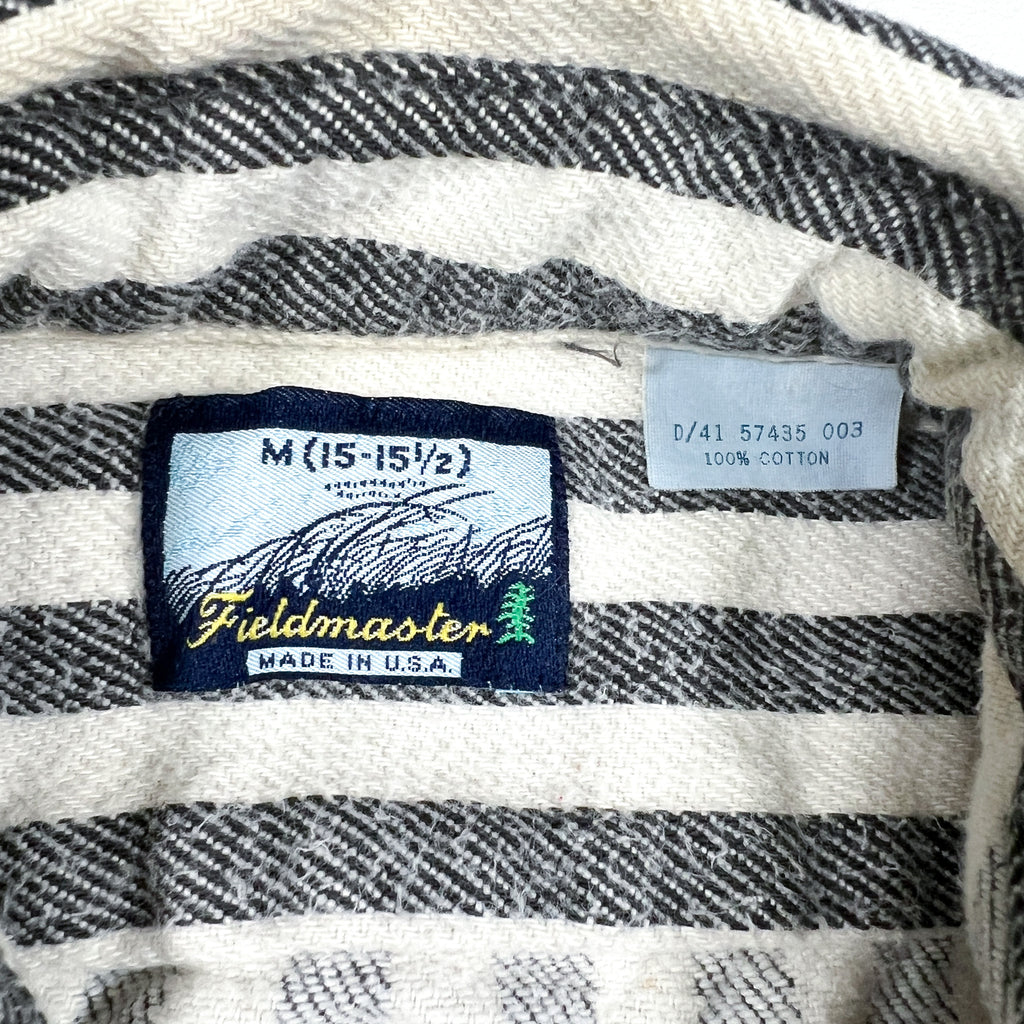 M (15-15½)
Fieldmaster
MADE IN U.S.A.
D/41 57435 003
100% COTTON